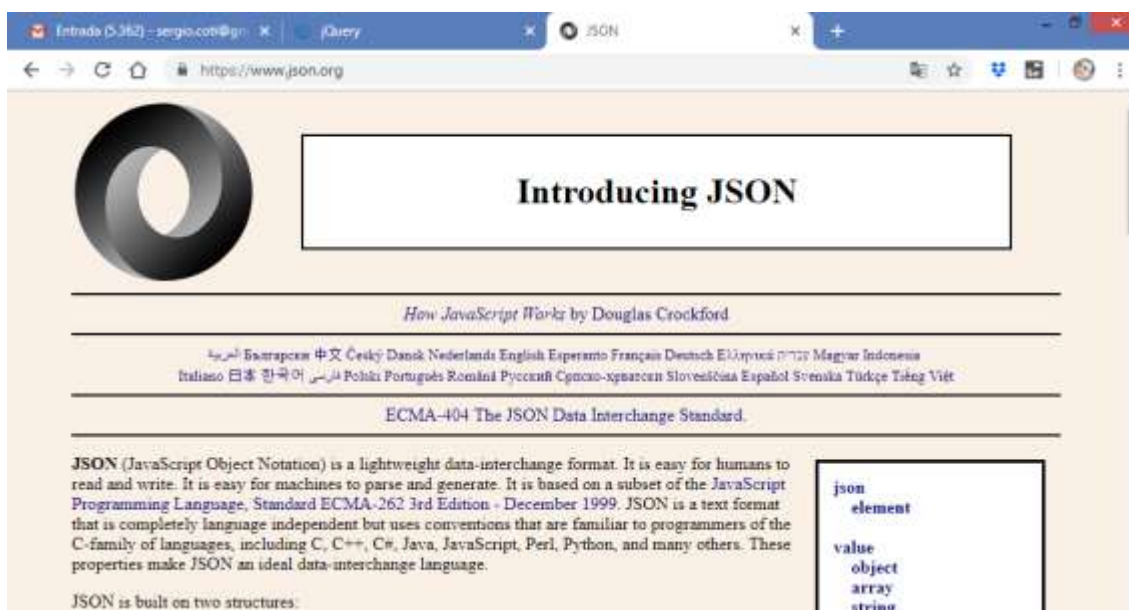 Entrada (5.362) - sergio.coti@g
jQuery
JSON
https://www.json.org
Introducing JSON
How JavaScript Works by Douglas Crockford
العربية Български 中文 Český Dansk Nederlands English Esperanto Français Deutsch Ελληνικά עברית Magyar Indonesia
Italiano 日本 한국어 فارسی Polski Português Română Русский Српско-хрватски Slovenščina Español Svenska Türkçe Tiếng Việt
ECMA-404 The JSON Data Interchange Standard.
JSON (JavaScript Object Notation) is a lightweight data-interchange format. It is easy for humans to
read and write. It is easy for machines to parse and generate. It is based on a subset of the JavaScript
Programming Language, Standard ECMA-262 3rd Edition - December 1999. JSON is a text format
that is completely language independent but uses conventions that are familiar to programmers of the
C-family of languages, including C, C++, C#, Java, JavaScript, Perl, Python, and many others. These
properties make JSON an ideal data-interchange language.
JSON is built on two structures:
json
element
value
object
array
string